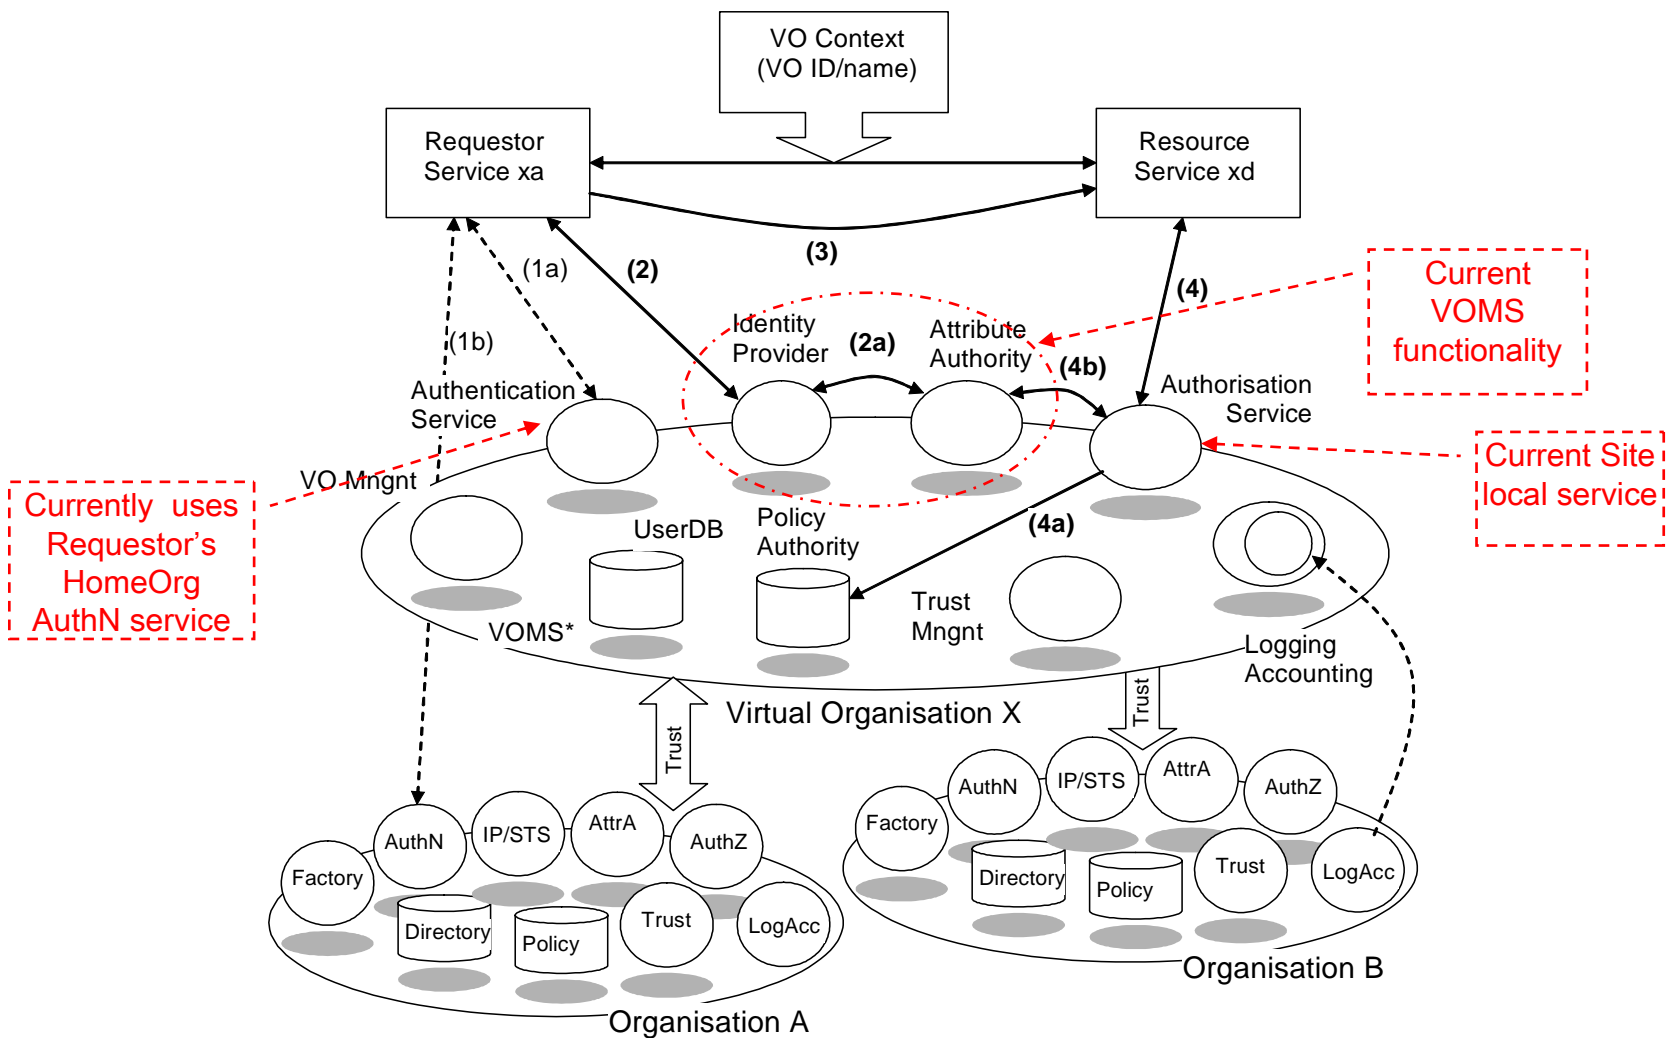 VO Context
(VO ID/name)
Requestor
Service xa
Resource
Service xd
(3)
(1a)
(2)
(4)
Current
VOMS
functionality
(1b)
Identity
Provider
(2a)
Attribute
Authority
(4b)
Authentication
Service
Authorisation
Service
VO Mngnt
Currently uses
Requestor's
HomeOrg
AuthN service
Current Site
local service
UserDB
Policy
Authority
(4a)
VOMS*
Trust
Mngnt
Logging
Accounting
Virtual Organisation X
Trust
Trust
AuthN
IP/STS
AttrA
AuthZ
Factory
Directory
Policy
Trust
LogAcc
Organisation B
AuthN
IP/STS
AttrA
AuthZ
Factory
Directory
Policy
Trust
LogAcc
Organisation A